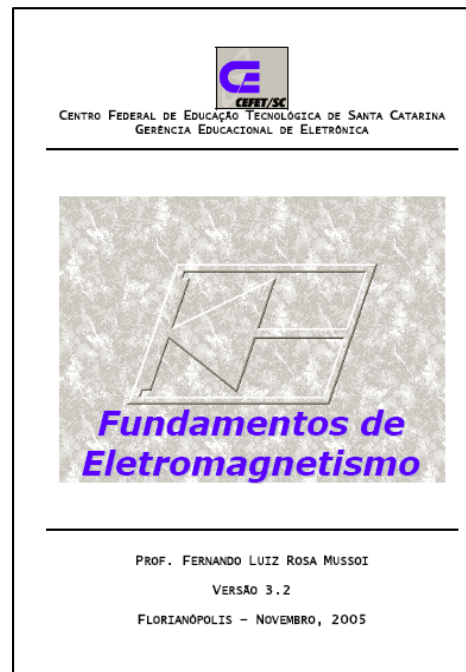 CE
CEFET/SC
CENTRO FEDERAL DE EDUCAÇÃO TECNOLÓGICA DE SANTA CATARINA
GERÊNCIA EDUCACIONAL DE ELETRÔNICA
Fundamentos de
Eletromagnetismo
PROF. FERNANDO LUIZ ROSA MUSSOI
VERSÃO 3.2
FLORIANÓPOLIS – NOVEMBRO, 2005